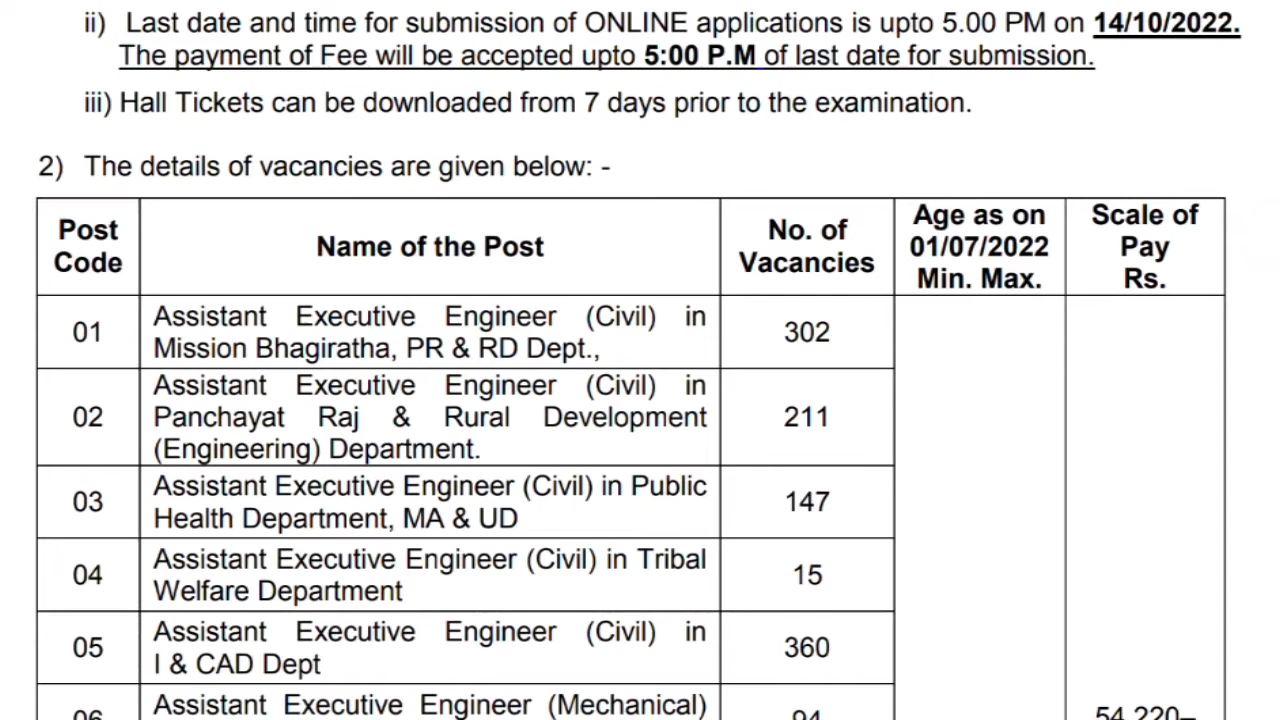 ii) Last date and time for submission of ONLINE applications is upto 5.00 PM on 14/10/2022.
The payment of Fee will be accepted upto 5:00 P.M of last date for submission.
iii) Hall Tickets can be downloaded from 7 days prior to the examination.
2) The details of vacancies are given below: -
Post
Code
Name of the Post
No. of
Vacancies
Age as on
01/07/2022
Min. Max.
Scale of
Pay
Rs.
01
Assistant Executive Engineer (Civil) in
Mission Bhagiratha, PR & RD Dept.,
302
02
Assistant Executive Engineer (Civil) in
Panchayat Raj & Rural Development
(Engineering) Department.
211
03
Assistant Executive Engineer (Civil) in Public
Health Department, MA & UD
147
04
Assistant Executive Engineer (Civil) in Tribal
Welfare Department
15
05
Assistant Executive Engineer (Civil) in
I & CAD Dept
360
06
Assistant Executive Engineer (Mechanical)
94
54,220–